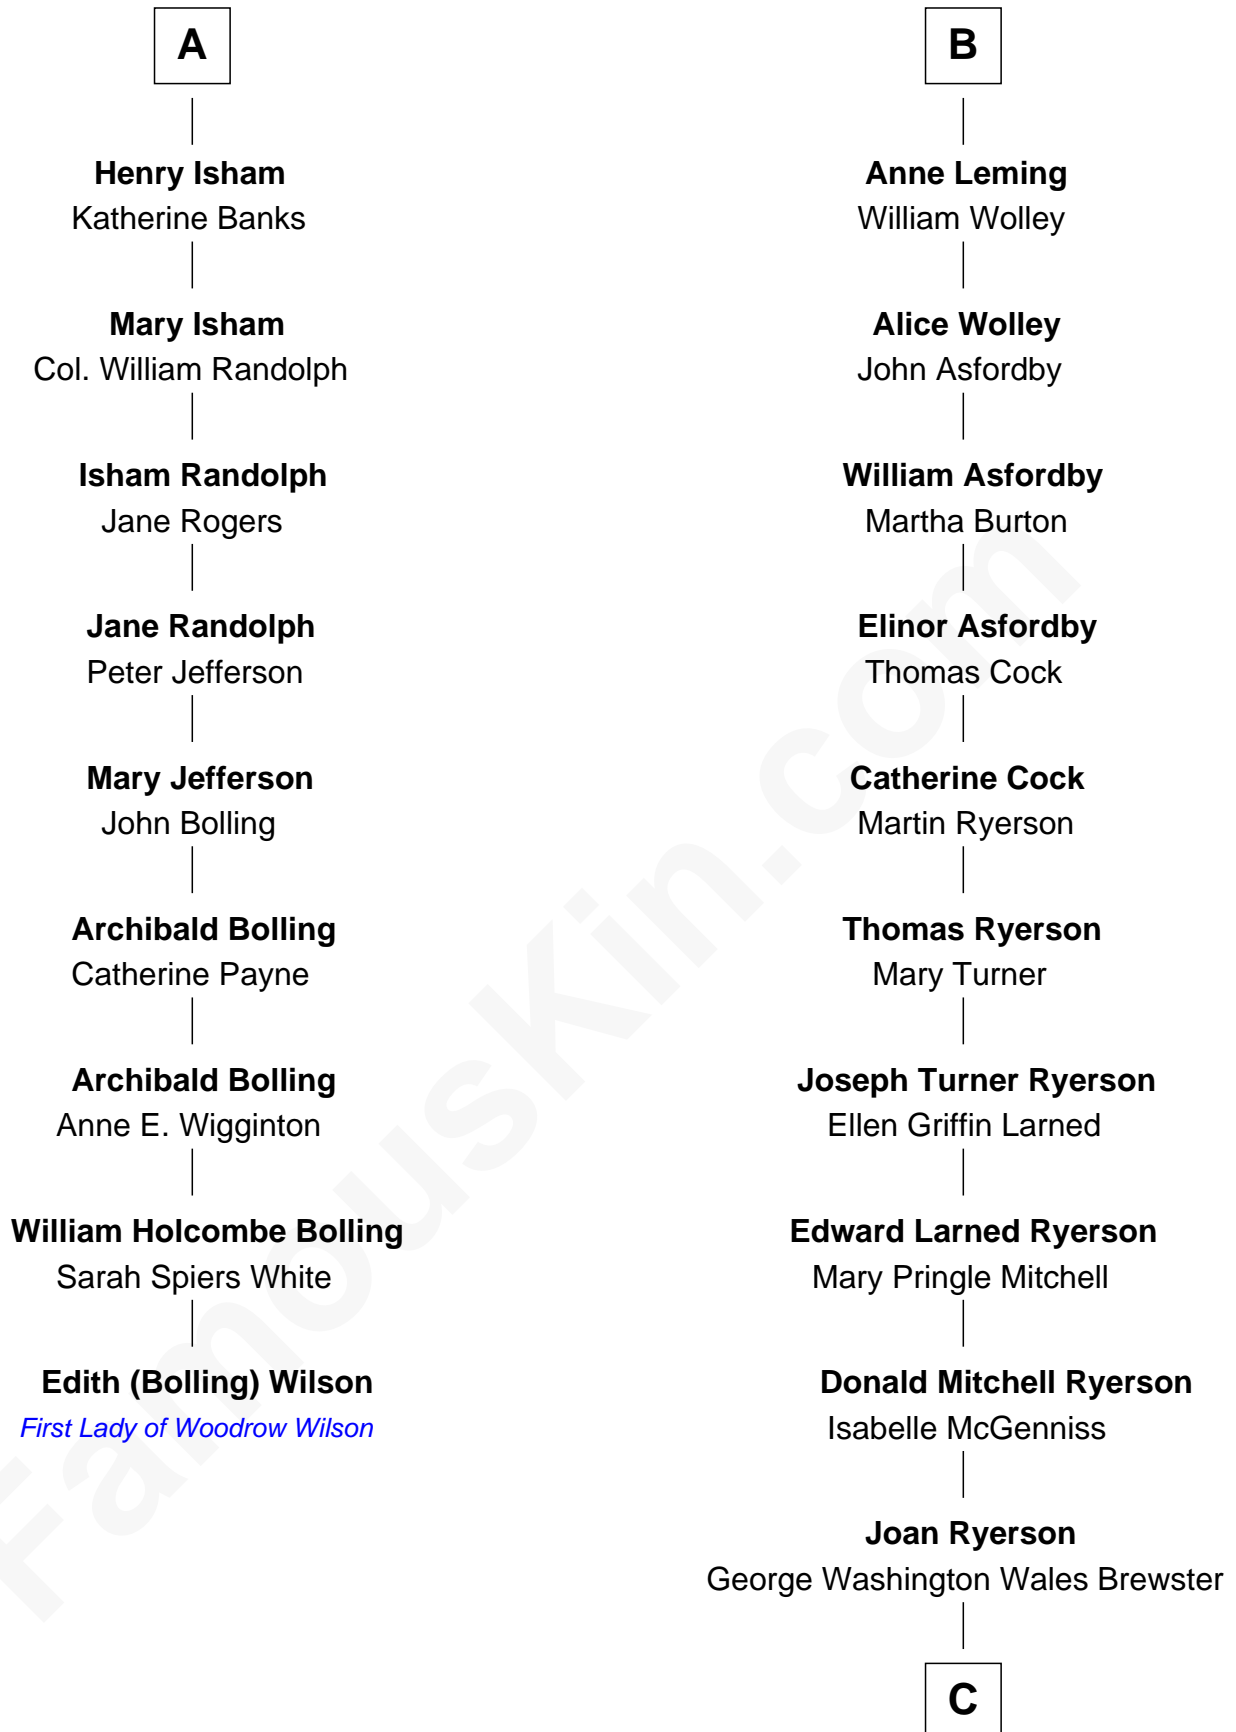 A
Henry Isham
Katherine Banks
Mary Isham
Col. William Randolph
Isham Randolph
Jane Rogers
Jane Randolph
Peter Jefferson
Mary Jefferson
John Bolling
Archibald Bolling
Catherine Payne
Archibald Bolling
Anne E. Wigginton
William Holcombe Bolling
Sarah Spiers White
Edith (Bolling) Wilson
First Lady of Woodrow Wilson
B
Anne Leming
William Wolley
Alice Wolley
John Asfordby
William Asfordby
Martha Burton
Elinor Asfordby
Thomas Cock
Catherine Cock
Martin Ryerson
Thomas Ryerson
Mary Turner
Joseph Turner Ryerson
Ellen Griffin Larned
Edward Larned Ryerson
Mary Pringle Mitchell
Donald Mitchell Ryerson
Isabelle McGenniss
Joan Ryerson
George Washington Wales Brewster
C
FamousKin.com